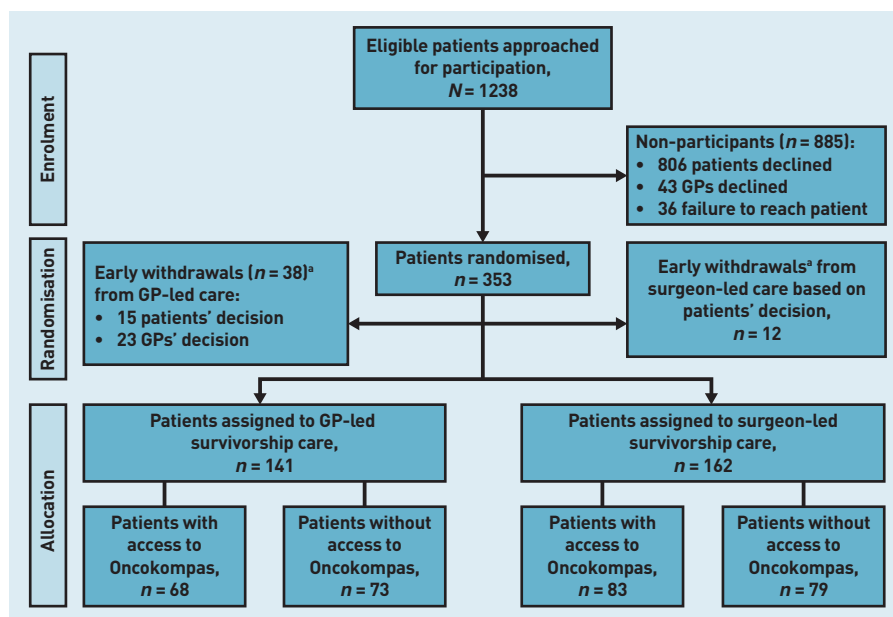 Enrolment
Eligible patients approached
for participation,
N = 1238
Non-participants (n = 885):
• 806 patients declined
• 43 GPs declined
• 36 failure to reach patient
Randomisation
Patients randomised,
n = 353
Early withdrawals (n = 38)ᵃ
from GP-led care:
• 15 patients’ decision
• 23 GPs’ decision
Early withdrawalsᵃ from
surgeon-led care based on
patients’ decision,
n = 12
Allocation
Patients assigned to GP-led
survivorship care,
n = 141
Patients assigned to surgeon-led
survivorship care,
n = 162
Patients with
access to
Oncokompas,
n = 68
Patients without
access to
Oncokompas,
n = 73
Patients with
access to
Oncokompas,
n = 83
Patients without
access to
Oncokompas,
n = 79